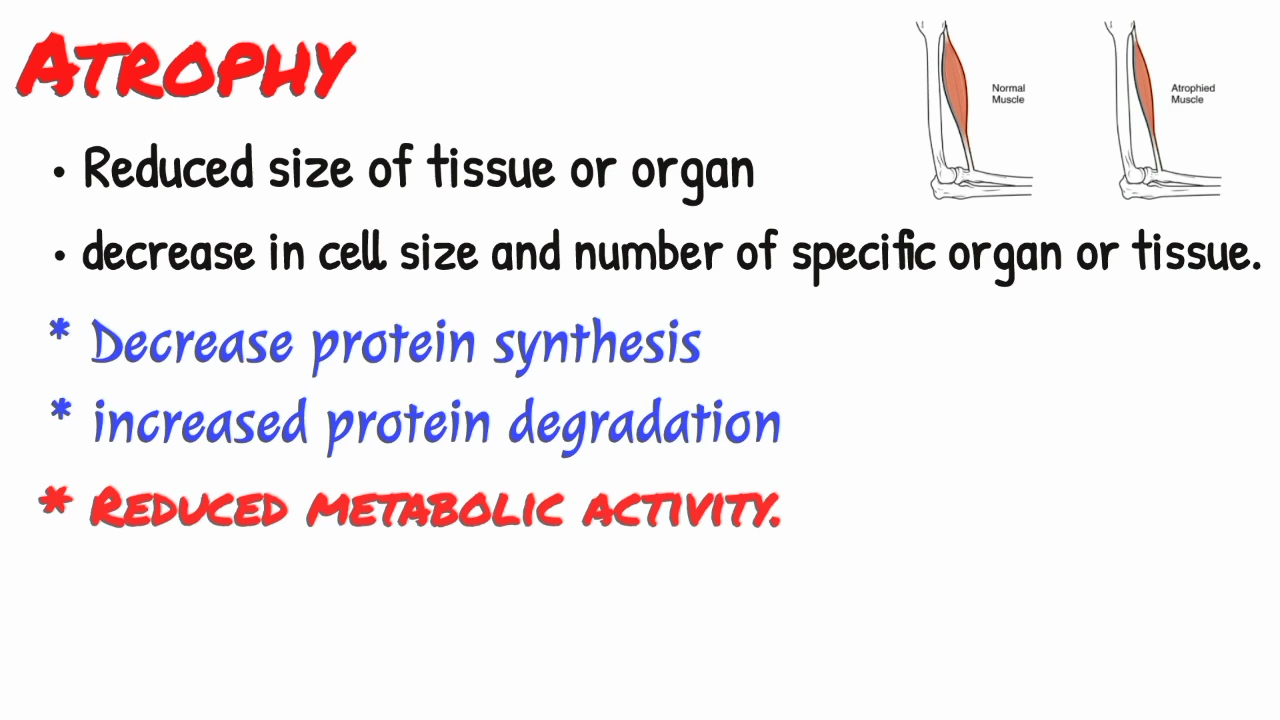 ATROPHY
Normal
Muscle
Atrophied
Muscle
• Reduced size of tissue or organ
• decrease in cell size and number of specific organ or tissue.
* Decrease protein synthesis
* increased protein degradation
* REDUCED METABOLIC ACTIVITY.